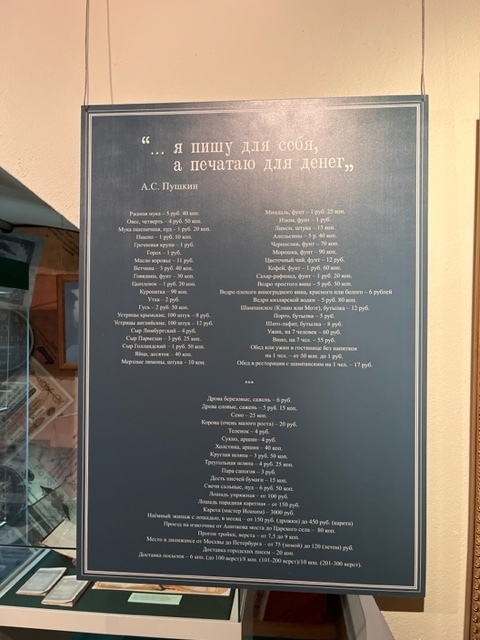 “... я пишу для себя,
а печатаю для денег„
А.С. Пушкин
Ржаная мука – 5 руб. 40 коп.
Овес, четверть – 4 руб. 50 коп.
Мука пшеничная, пуд – 1 руб. 20 коп.
Пшено – 1 руб. 10 коп.
Гречневая крупа – 1 руб.
Горох – 1 руб.
Масло коровье – 11 руб.
Ветчина – 3 руб. 40 коп.
Говядина, фунт – 30 коп.
Цыпленок – 1 руб. 20 коп.
Курошка – 90 коп.
Утка – 2 руб.
Гусь – 2 руб. 50 коп.
Устрицы крымские, 100 штук – 8 руб.
Устрицы английские, 100 штук – 12 руб.
Сыр Лимбургский – 4 руб.
Сыр Пармезан – 3 руб. 25 коп.
Сыр Голландский – 1 руб. 50 коп.
Яйца, десяток – 40 коп.
Мерзлые лимоны, штука – 10 коп.
Миндаль, фунт – 1 руб. 25 коп.
Изюм, фунт – 1 руб.
Лимон, штука – 15 коп.
Апельсины – 3 р. 40 коп.
Чернослив, фунт – 70 коп.
Морошка, фунт – 90 коп.
Цветочный чай, фунт – 12 руб.
Кофей, фунт – 1 руб. 60 коп.
Сахар-рафинад, фунт – 1 руб. 20 коп.
Ведро простого вина – 5 руб. 50 коп.
Ведро плохого виноградного вина, красного или белого – 6 рублей
Ведро кизлярской водки – 5 руб. 80 коп.
Шампанское (Клико или Моэт), бутылка – 12 руб.
Порто, бутылка – 5 руб.
Шато-лафит, бутылка – 8 руб.
Ужин, на 7 человек – 60 руб.
Вино, на 7 чел. – 55 руб.
Обед или ужин в гостинице без напитков
на 1 чел. – от 50 коп. до 1 руб.
Обед в ресторации с шампанским на 1 чел. – 17 руб.
***
Дрова березовые, сажень – 6 руб.
Дрова еловые, сажень – 5 руб. 15 коп.
Сено – 25 коп.
Корова (очень малого роста) – 20 руб.
Теленок – 4 руб.
Сукно, аршин – 4 руб.
Холстина, аршин – 40 коп.
Круглая шляпа – 3 руб. 50 коп.
Треугольная шляпа – 4 руб. 25 коп.
Пара сапогов – 3 руб.
Десть писчей бумаги – 15 коп.
Свечи сальные, пуд – 6 руб. 50 коп.
Лошадь упряжная – от 100 руб.
Лошадь парадная каретная – от 150 руб.
Карета (мастер Иоахим) – 3000 руб.
Наёмный экипаж с лошадью, в месяц – от 150 руб. (дрожки) до 450 руб. (карета)
Проезд на извозчике от Аничкова моста до Царского села – 80 коп.
Прогон тройки, верста – от 7,5 до 9 коп.
Место в дилижансе от Москвы до Петербурга – от 75 (зимой) до 120 (летом) руб.
Доставка городских писем – 20 коп.
Доставка посылок – 6 коп. (до 100 верст)/8 коп. (101-200 верст)/10 коп. (201-300 верст).